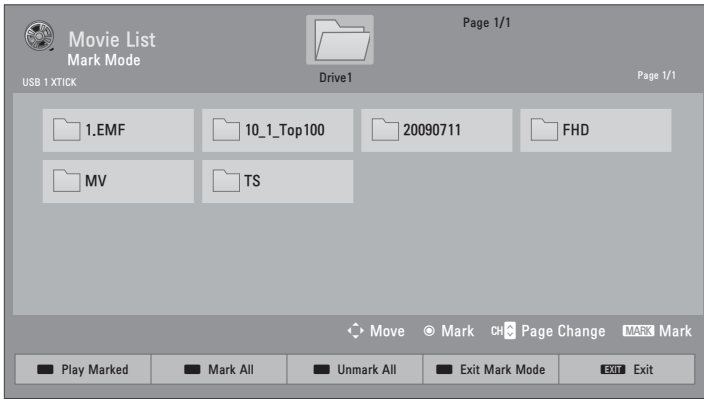 Page 1/1
Movie List
Mark Mode
Drive1
USB 1 XTICK
Page 1/1
1.EMF
10_1_Top100
20090711
FHD
MV
TS
Move Mark CH Page Change MARK Mark
Play Marked Mark All Unmark All Exit Mark Mode EXIT Exit